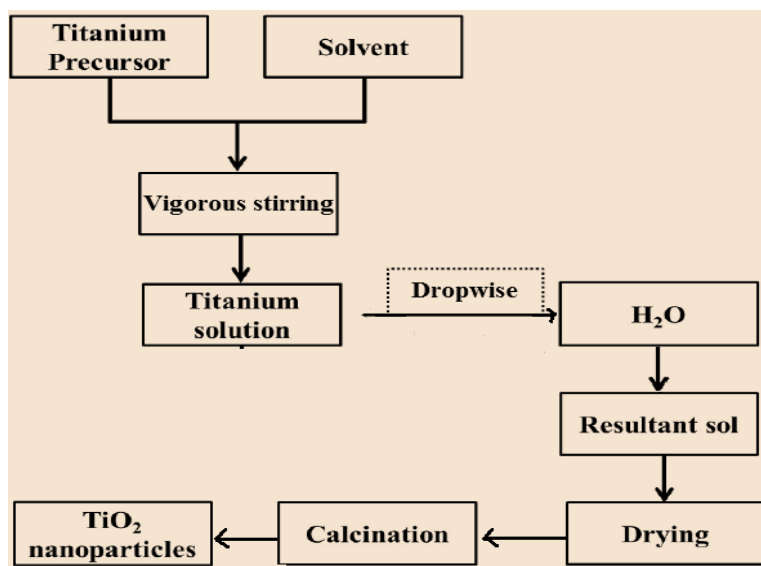 Titanium
Precursor
Solvent
Vigorous stirring
Titanium
solution
Dropwise
H₂O
Resultant sol
Drying
Calcination
TiO₂
nanoparticles